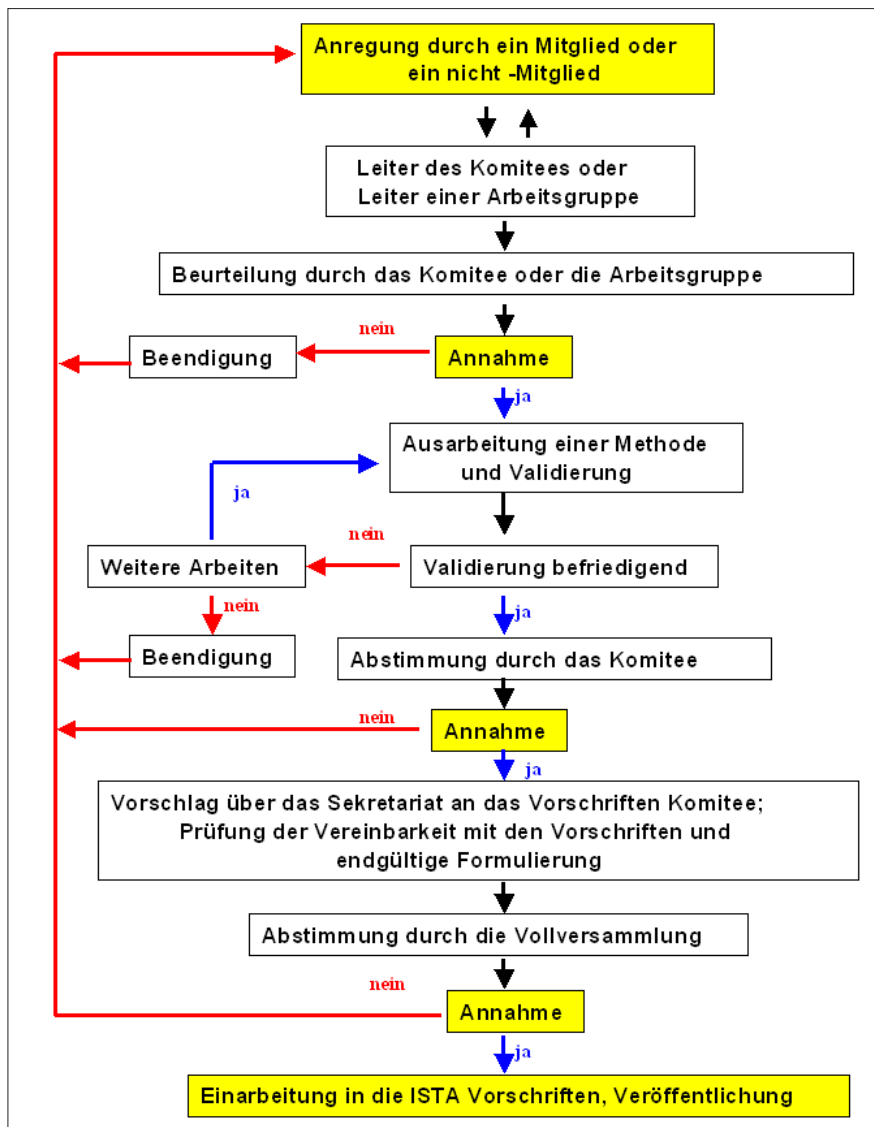 Anregung durch ein Mitglied oder
ein nicht -Mitglied
Leiter des Komitees oder
Leiter einer Arbeitsgruppe
Beurteilung durch das Komitee oder die Arbeitsgruppe
nein
Beendigung
Annahme
ja
Ausarbeitung einer Methode
und Validierung
ja
nein
Weitere Arbeiten
Validierung befriedigend
nein
ja
Beendigung
Abstimmung durch das Komitee
nein
Annahme
ja
Vorschlag über das Sekretariat an das Vorschriften Komitee;
Prüfung der Vereinbarkeit mit den Vorschriften und
endgültige Formulierung
Abstimmung durch die Vollversammlung
nein
Annahme
ja
Einarbeitung in die ISTA Vorschriften, Veröffentlichung